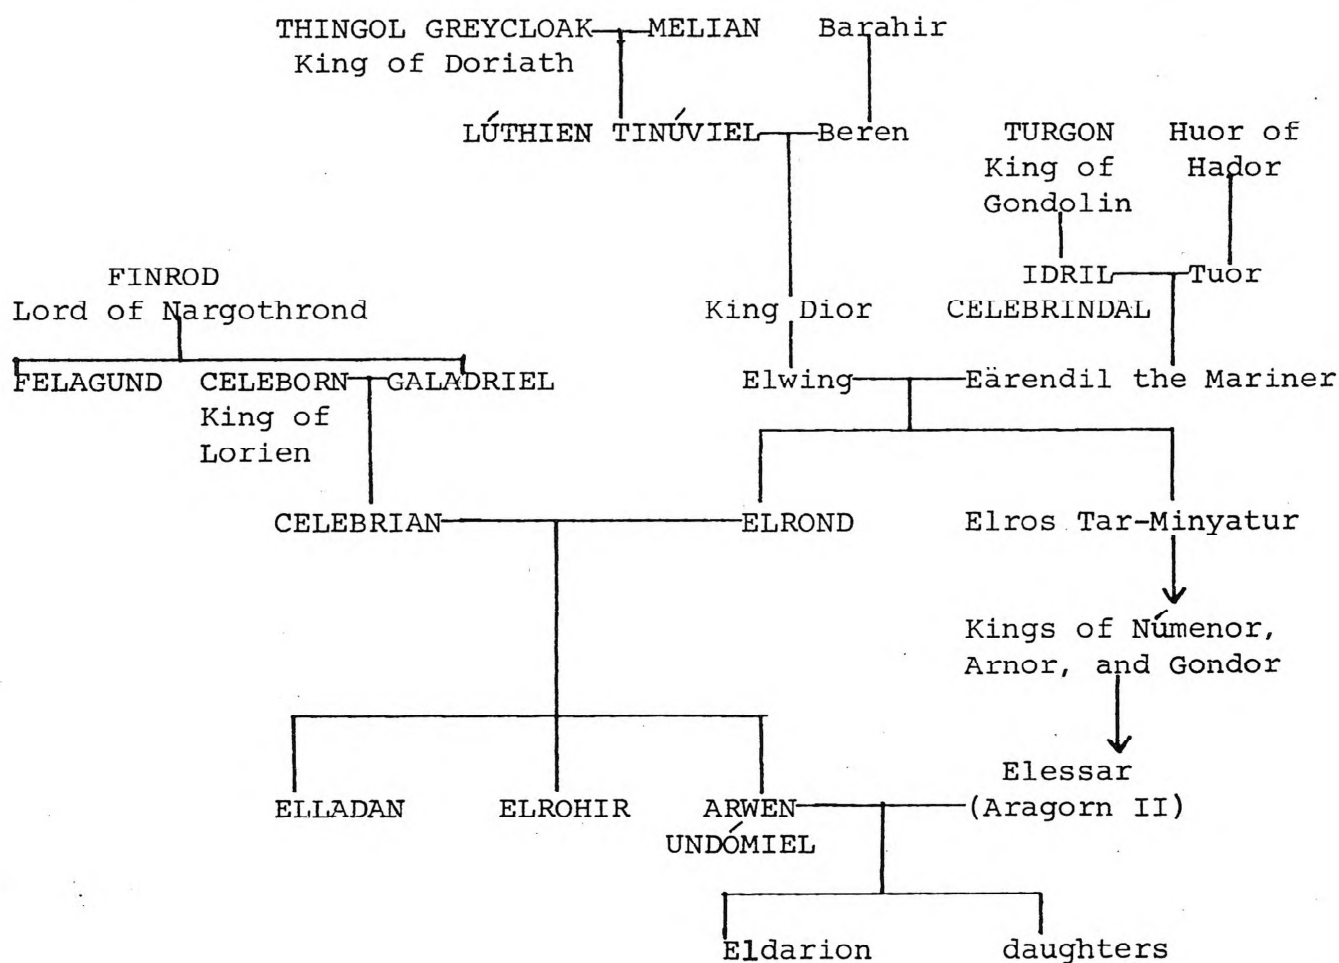 THINGOL GREYCLOAK MELIAN Barahir
King of Doriath
LÚTHIEN TINÚVIEL Beren TURGON Huor of
King of Hador
Gondolin
FINROD IDRIL Tuor
Lord of Nargothrond King Dior CELEBRINDAL
FELAGUND CELEBORN GALADRIEL Elwing Eärendil the Mariner
King of
Lorien
CELEBRIAN ELROND Elros Tar-Minyatur
Kings of Númenor,
Arnor, and Gondor
Elessar
ELLADAN ELROHIR ARWEN (Aragorn II)
UNDÓMIEL
Eldarion daughters